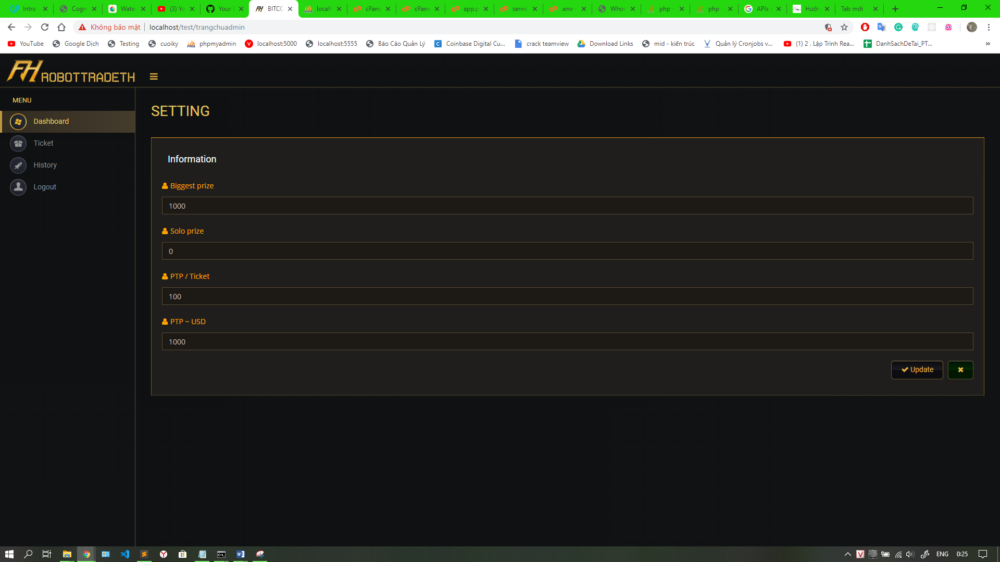 Intro
Cogn
Wate
(3) Yo
Your
BITCC
localh
cPane
cPane
app.p
servic
.env -
Whoc
php -
php -
APIs
Hướn
Tab mới
Không bảo mật
localhost/test/trangchuadmin
YouTube
Google Dịch
Testing
cuoiky
phpmyadmin
localhost:5000
localhost:5555
Báo Cáo Quản Lý
Coinbase Digital Cu...
crack teamview
Download Links
mid - kiến trúc
Quản lý Cronjobs v...
(1) 2 . Lập Trình Rea...
DanhSachDeTai_PT...
»
FH ROBOTTRADETH
MENU
Dashboard
Ticket
History
Logout
SETTING
Information
Biggest prize
1000
Solo prize
0
PTP / Ticket
100
PTP ~ USD
1000
Update
ENG
0:25